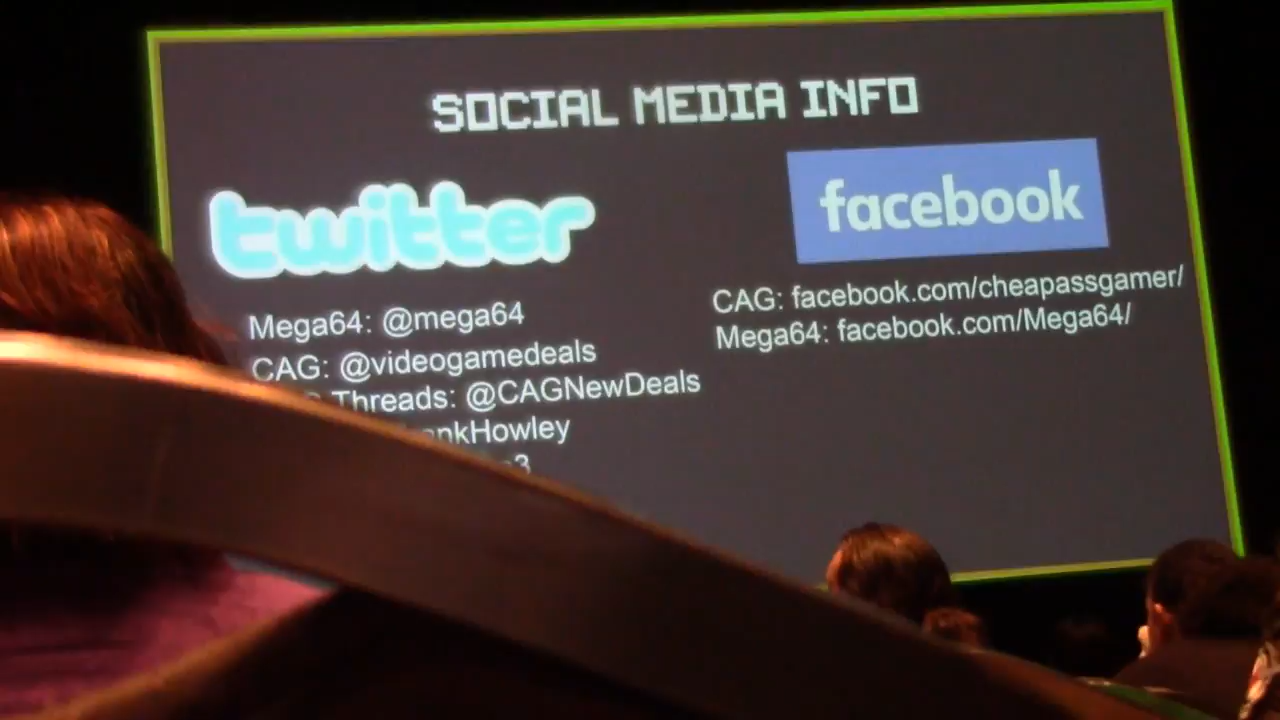 SOCIAL MEDIA INFO
twitter
Mega64: @mega64
CAG: @videogamedeals
Threads: @CAGNewDeals
facebook
CAG: facebook.com/cheapassgamer/
Mega64: facebook.com/Mega64/